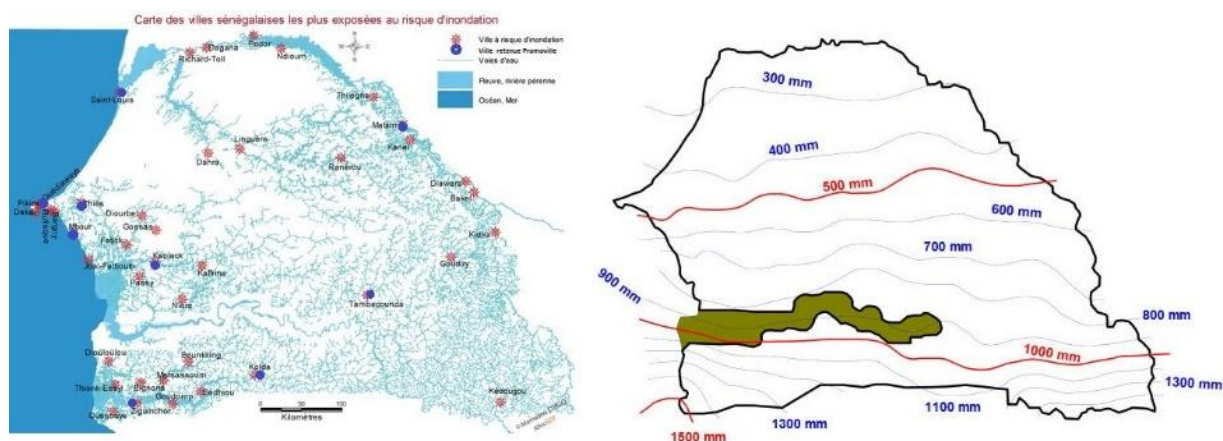 Carte des villes sénégalaises les plus exposées au risque d'inondation
Ville à risque d'inondation
Ville retenue Promoville
Voies d'eau
Fleuve, rivière pérenne
Océan, Mer
Podor
Dagana
Richard-Toll
Ndioum
Saint-Louis
Thilogne
Matam
Kanel
Linguère
Dahra
Ranérou
Diawara
Bakel
Pikine
Dakar
Rufisque
Thiès
Mbour
Diourbel
Gossas
Fatick
Joal-Fadiouth
Kaolack
Kaffrine
Passy
Nioro
Kidira
Goudiry
Tambacounda
Diouloulou
Bounkiling
Marsassoum
Thionk-Essyl
Bignona
Goudomp
Sédhiou
Ziguinchor
Oussouye
Kolda
Kédougou
0 50 100
Kilomètres
300 mm
400 mm
500 mm
600 mm
700 mm
900 mm
800 mm
1000 mm
1300 mm
1100 mm
1300 mm
1500 mm